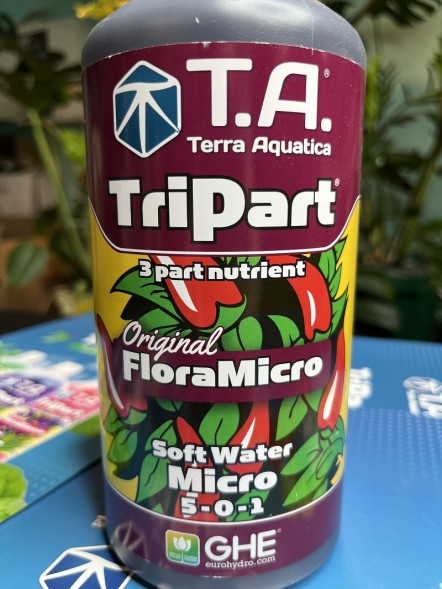 T.A.®
Terra Aquatica
TriPart®
3 part nutrient
Original
FloraMicro
Soft Water
Micro
5-0-1
GHE®
eurohydro.com